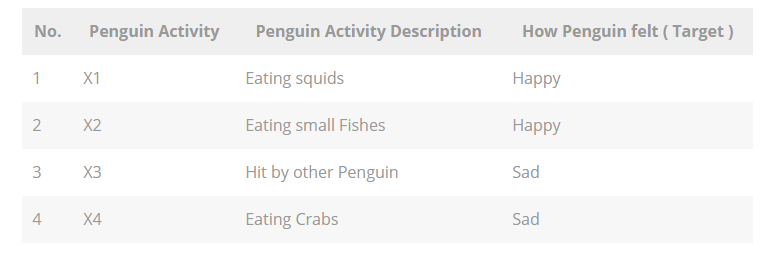 No. Penguin Activity Penguin Activity Description How Penguin felt ( Target )
1 X1 Eating squids Happy
2 X2 Eating small Fishes Happy
3 X3 Hit by other Penguin Sad
4 X4 Eating Crabs Sad